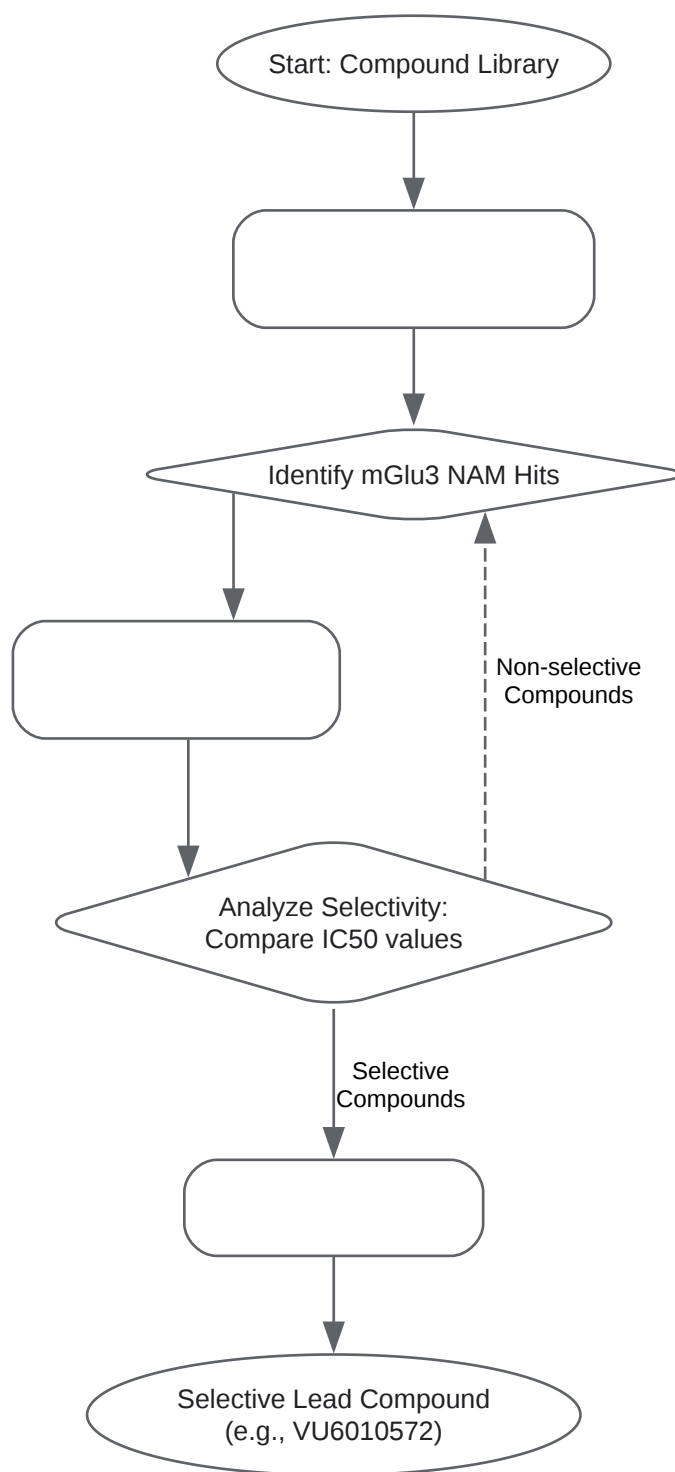 Start: Compound Library
Identify mGlu3 NAM Hits
Non-selective
Compounds
Analyze Selectivity:
Compare IC50 values
Selective
Compounds
Selective Lead Compound
(e.g., VU6010572)